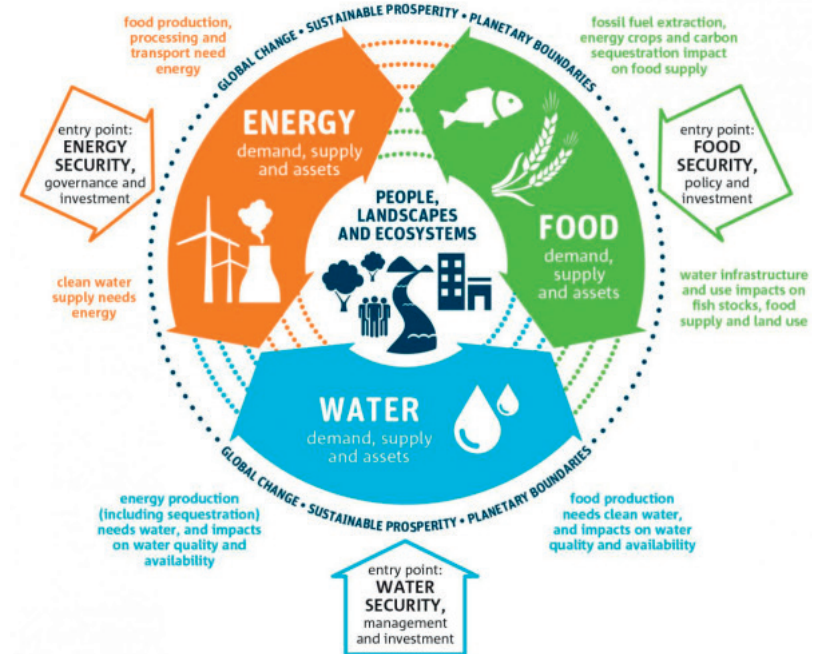 GLOBAL CHANGE • SUSTAINABLE PROSPERITY • PLANETARY BOUNDARIES
food production,
processing and
transport need
energy
fossil fuel extraction,
energy crops and carbon
sequestration impact
on food supply
entry point:
ENERGY
SECURITY,
governance and
investment
ENERGY
demand, supply
and assets
entry point:
FOOD
SECURITY,
policy and
investment
PEOPLE,
LANDSCAPES
AND ECOSYSTEMS
FOOD
demand,
supply
and assets
clean water
supply needs
energy
water infrastructure
and use impacts on
fish stocks, food
supply and land use
WATER
demand, supply
and assets
GLOBAL CHANGE • SUSTAINABLE PROSPERITY • PLANETARY BOUNDARIES
energy production
(including sequestration)
needs water, and impacts
on water quality and
availability
food production
needs clean water,
and impacts on water
quality and availability
entry point:
WATER
SECURITY,
management
and investment